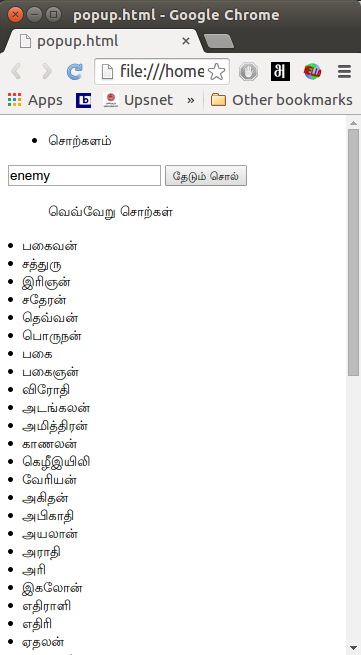 popup.html - Google Chrome
popup.html
file:///home
Apps b Upsnet » Other bookmarks
சொற்களம்
enemy தேடும் சொல்
வெவ்வேறு சொற்கள்
பகைவன்
சத்துரு
இரிஞன்
சதேரன்
தெவ்வன்
பொருநன்
பகை
பகைஞன்
விரோதி
அடங்கலன்
அமித்திரன்
காணலன்
கெழீஇயிலி
வேரியன்
அகிதன்
அபிகாதி
அயலான்
அராதி
அரி
இகலோன்
எதிராளி
எதிரி
ஏதலன்